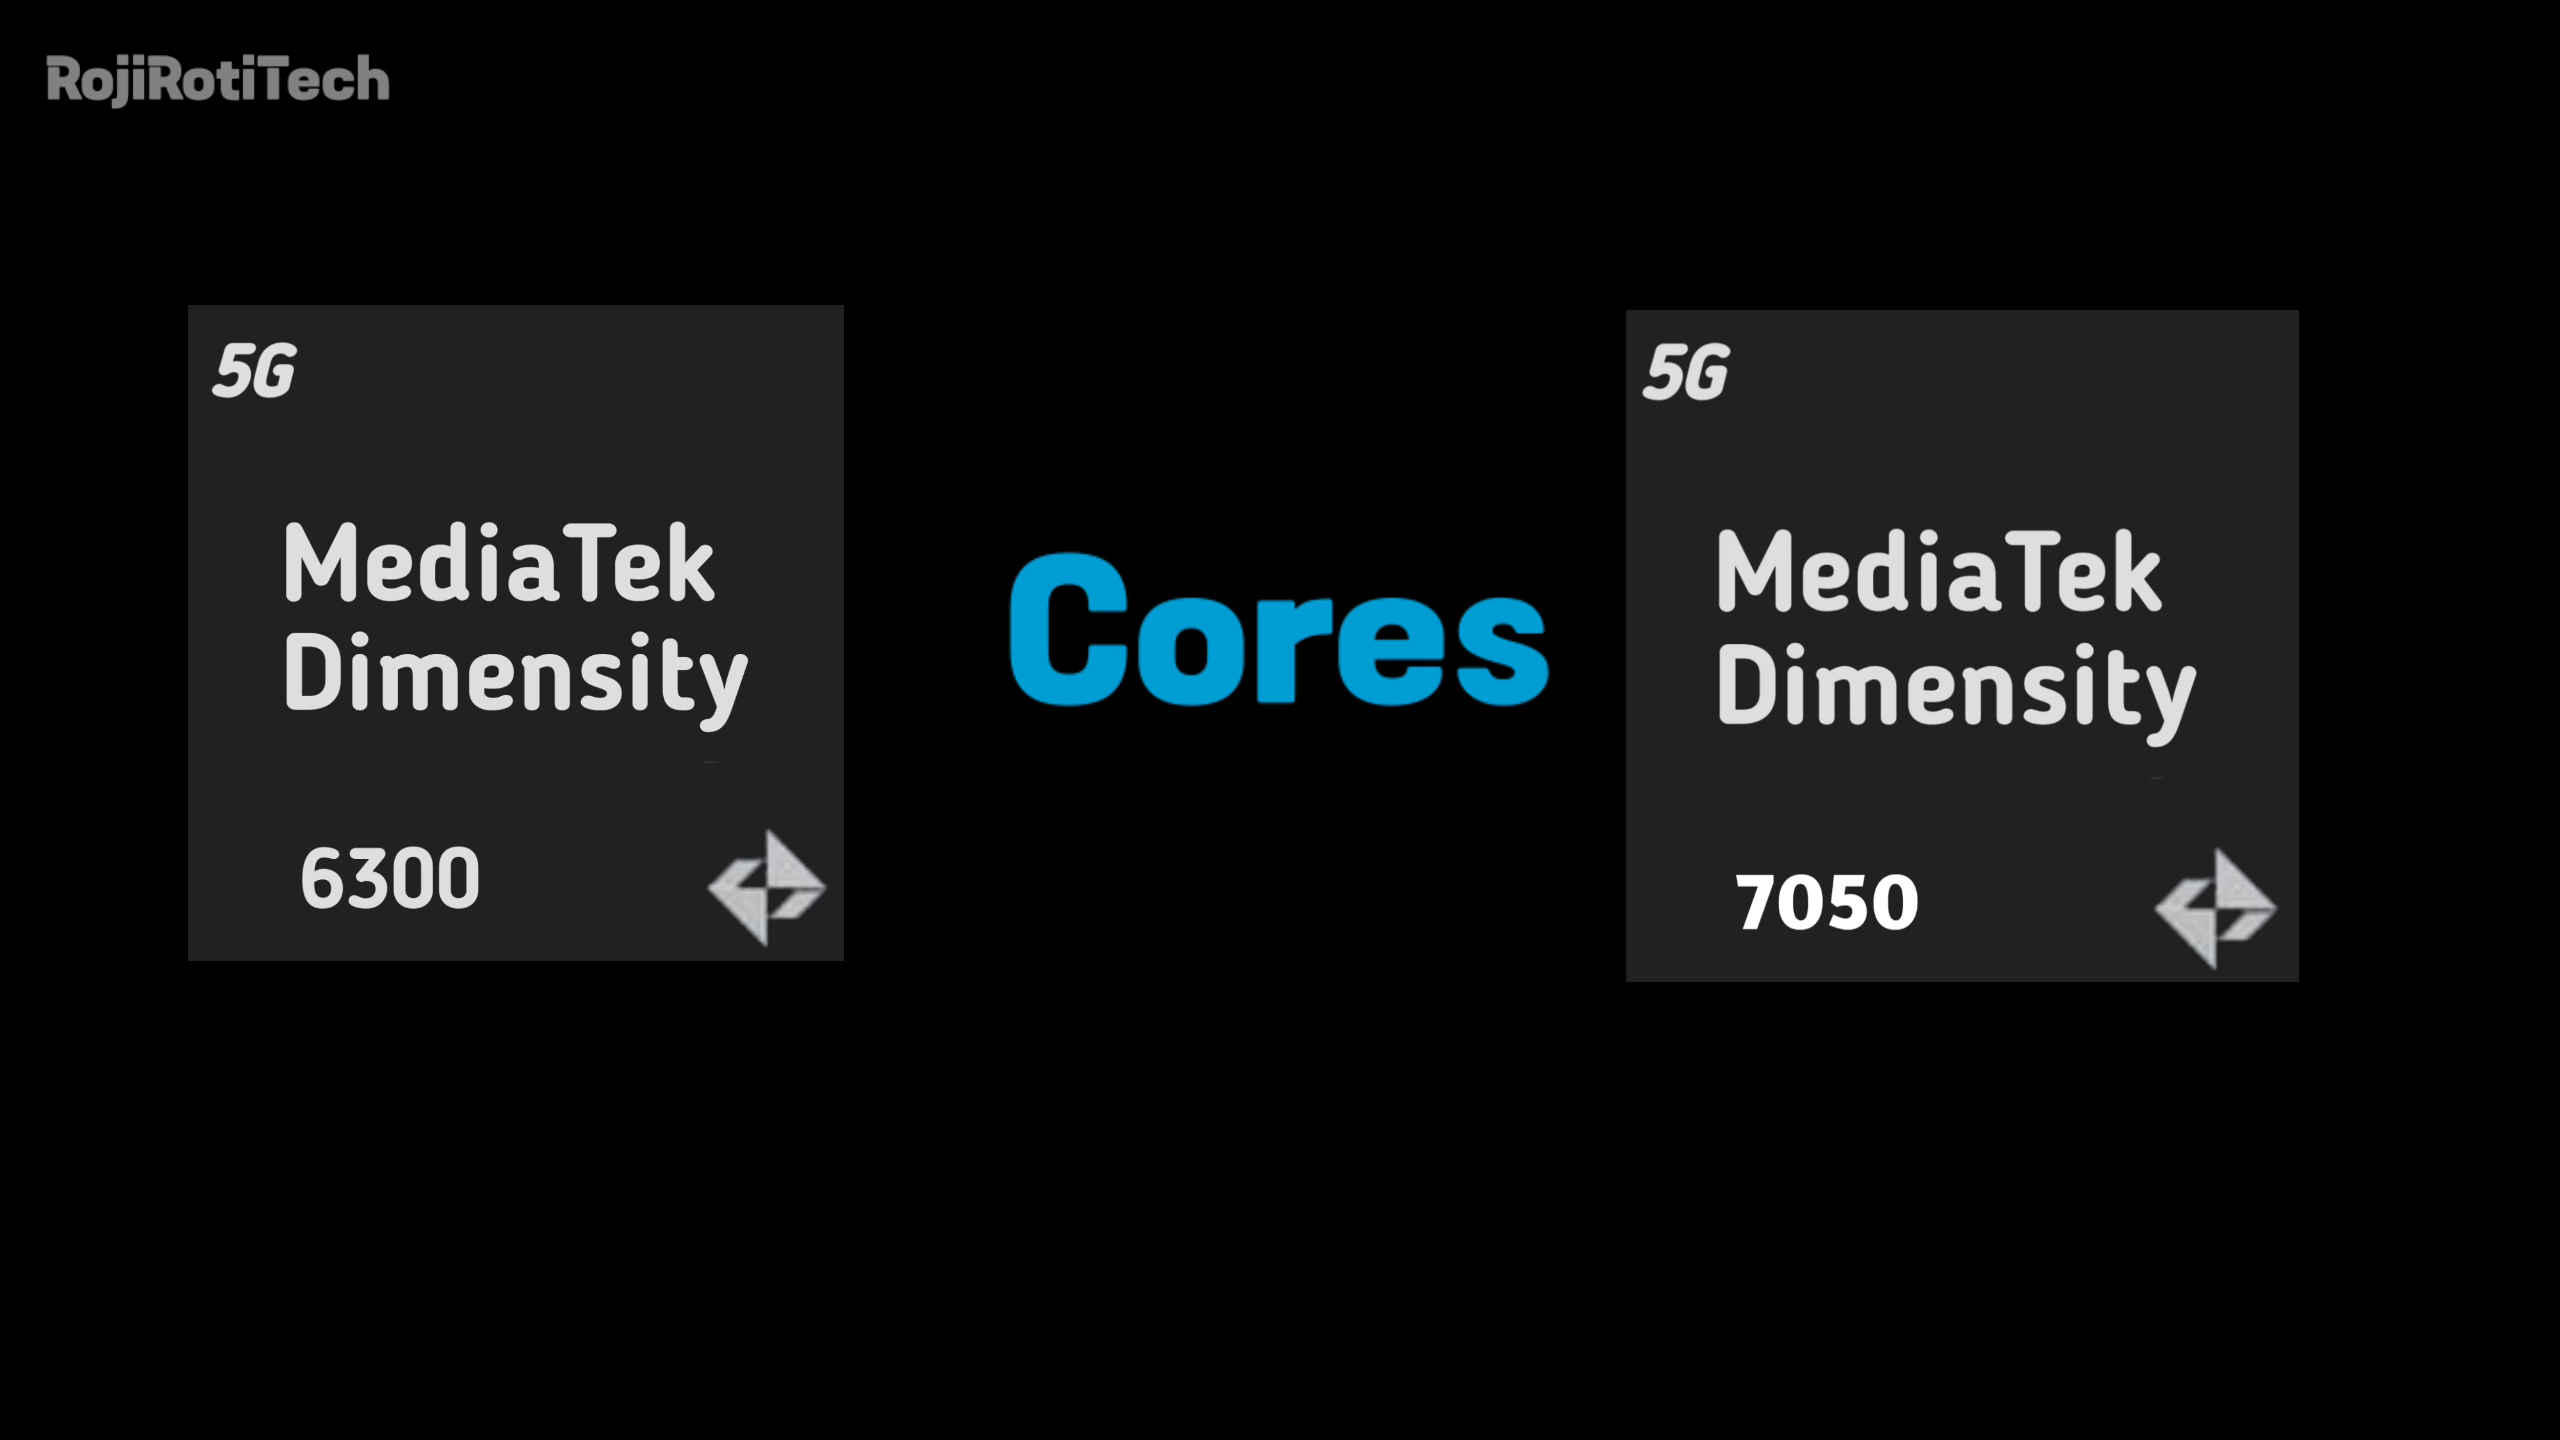 RojiRotiTech
5G
MediaTek
Dimensity
6300
Cores
5G
MediaTek
Dimensity
7050